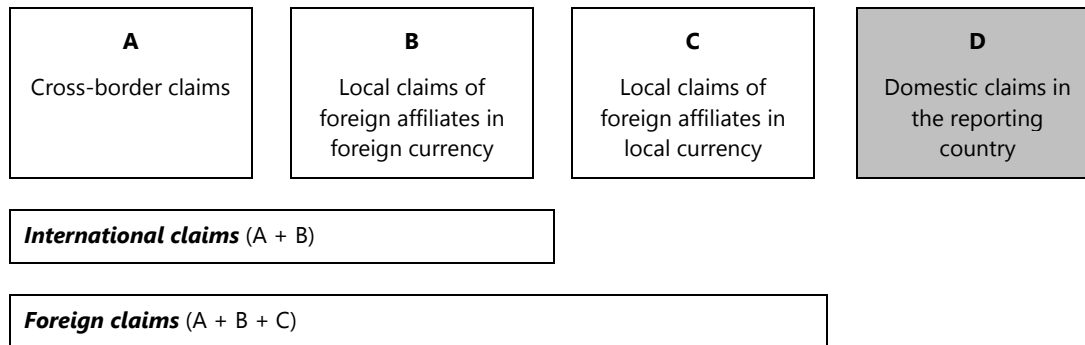 A
Cross-border claims
B
Local claims of
foreign affiliates in
foreign currency
C
Local claims of
foreign affiliates in
local currency
D
Domestic claims in
the reporting
country
International claims (A + B)
Foreign claims (A + B + C)